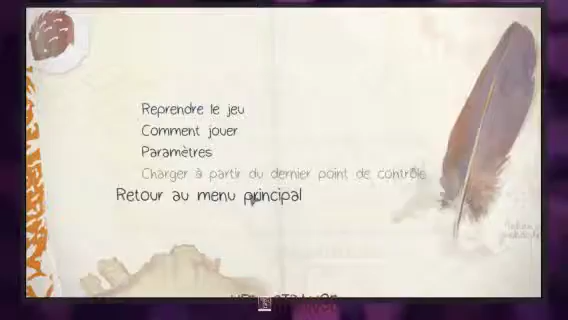 Reprendre le jeu
Comment jouer
Paramètres
Charger à partir du dernier point de contrôle
Retour au menu principal